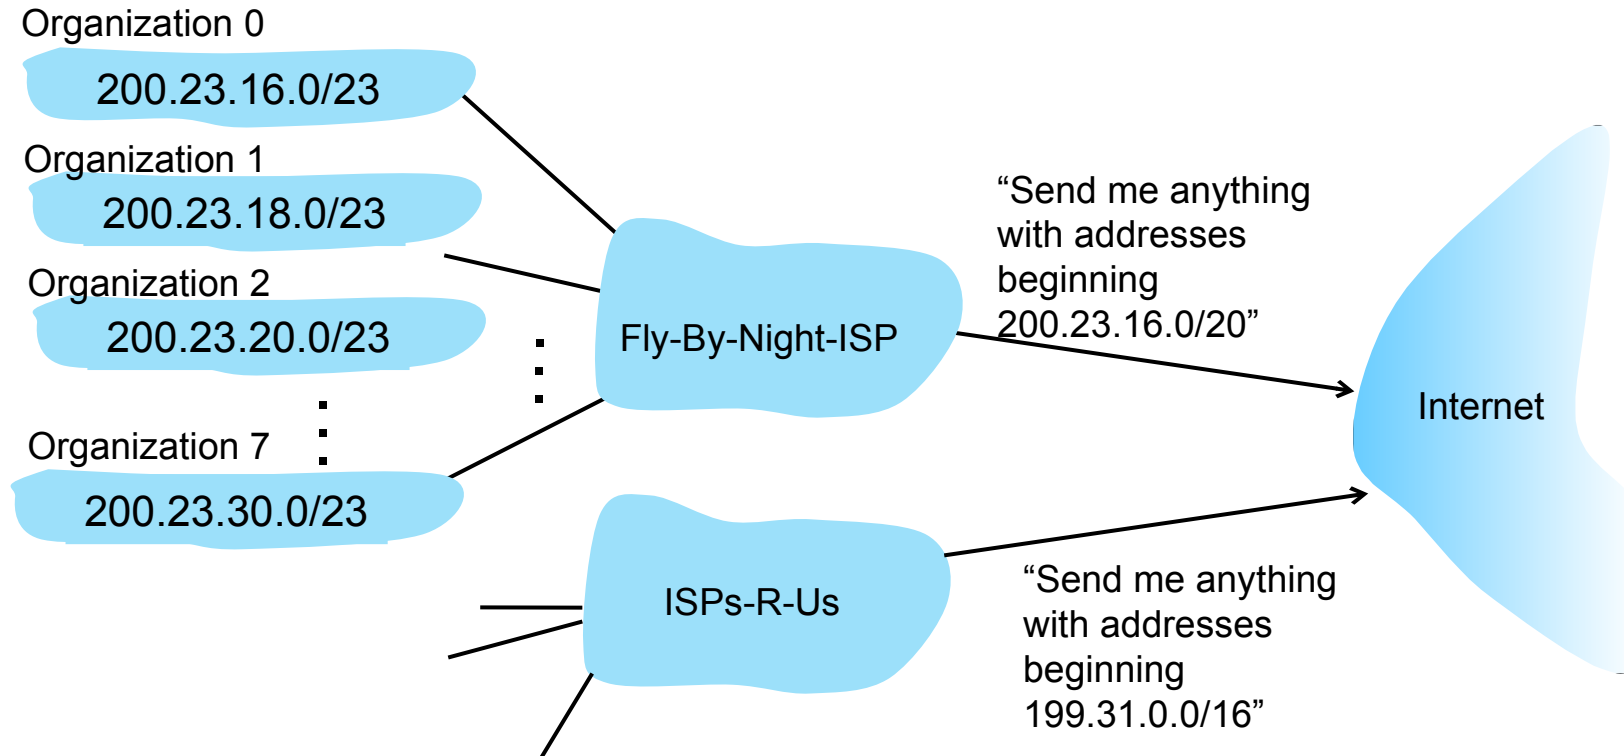 Organization 0
200.23.16.0/23
Organization 1
200.23.18.0/23
Organization 2
200.23.20.0/23
Organization 7
200.23.30.0/23
Fly-By-Night-ISP
“Send me anything
with addresses
beginning
200.23.16.0/20”
Internet
ISPs-R-Us
“Send me anything
with addresses
beginning
199.31.0.0/16”